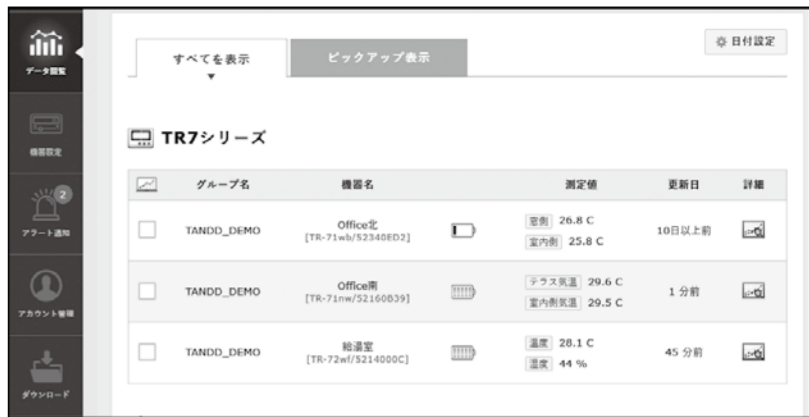 データ閲覧
機器設定
2
アラート通知
アカウント管理
ダウンロード
すべてを表示
ピックアップ表示
日付設定
TR7シリーズ
グループ名 機器名 測定値 更新日 詳細
TANDD_DEMO
Office北
[TR-71wb/52340ED2]
窓側 26.8 C
室内側 25.8 C
10日以上前
TANDD_DEMO
Office南
[TR-71nw/52160B39]
テラス気温 29.6 C
室内側気温 29.5 C
1 分前
TANDD_DEMO
給湯室
[TR-72wf/5214000C]
温度 28.1 C
湿度 44 %
45 分前